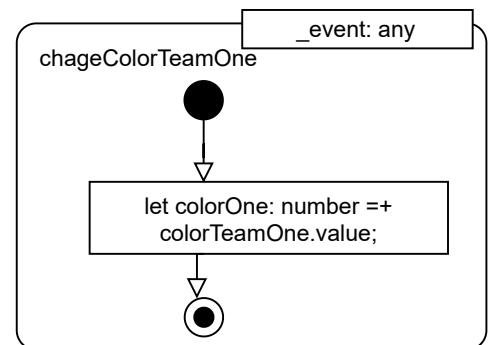 _event: any
chageColorTeamOne
let colorOne: number =+
colorTeamOne.value;